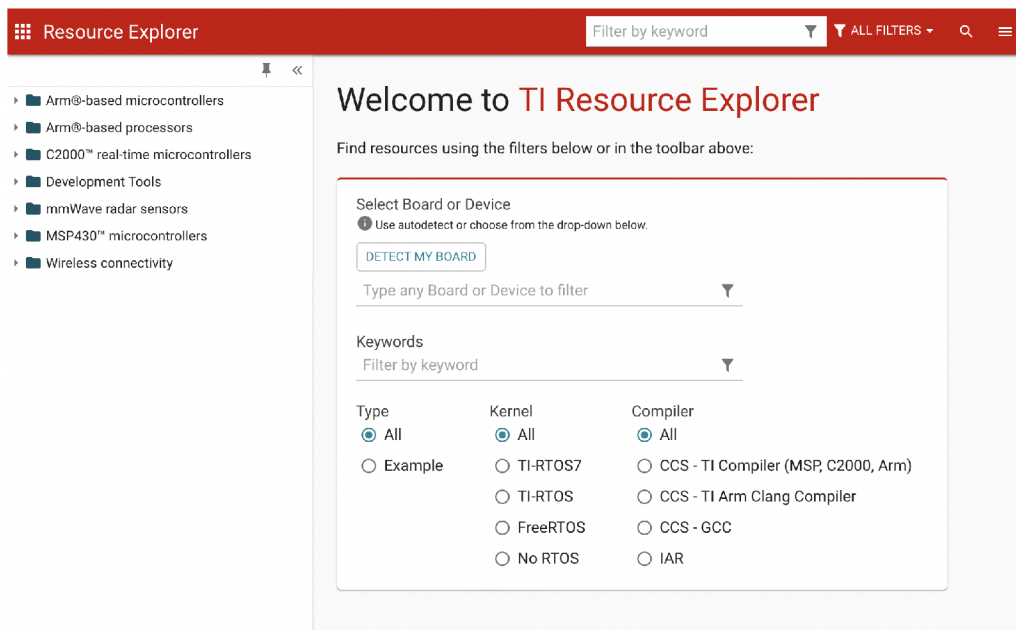 Resource Explorer
Filter by keyword
ALL FILTERS
Arm®-based microcontrollers
Arm®-based processors
C2000™ real-time microcontrollers
Development Tools
mmWave radar sensors
MSP430™ microcontrollers
Wireless connectivity
Welcome to TI Resource Explorer
Find resources using the filters below or in the toolbar above:
Select Board or Device
Use autodetect or choose from the drop-down below.
DETECT MY BOARD
Type any Board or Device to filter
Keywords
Filter by keyword
Type
All
Example
Kernel
All
TI-RTOS7
TI-RTOS
FreeRTOS
No RTOS
Compiler
All
CCS - TI Compiler (MSP, C2000, Arm)
CCS - TI Arm Clang Compiler
CCS - GCC
IAR